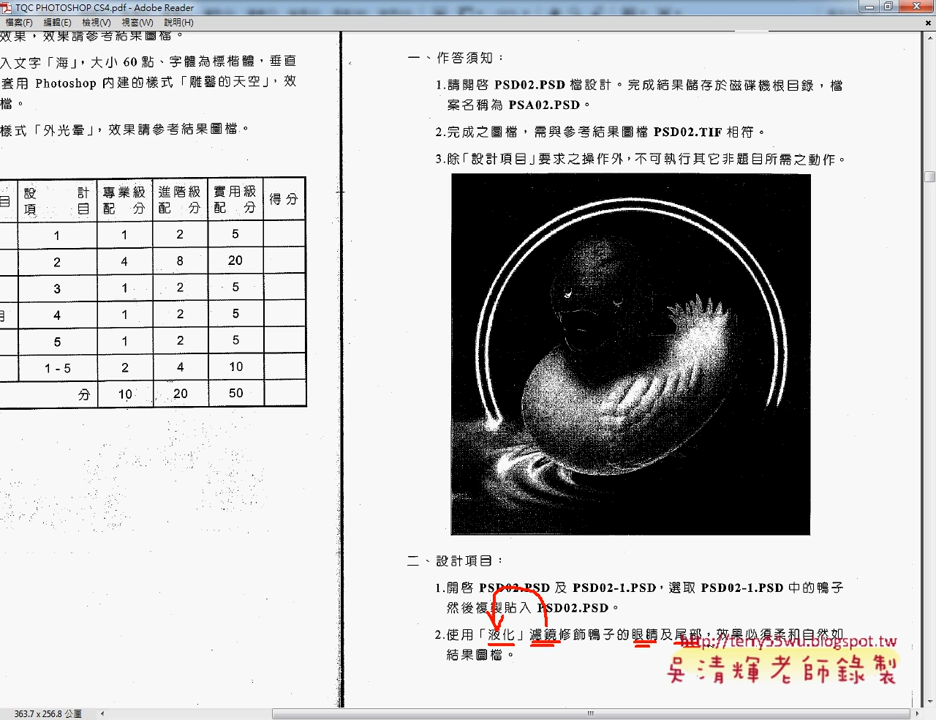 TQC PHOTOSHOP CS4.pdf - Adobe Reader
檔案(F) 編輯(E) 檢視(V) 視窗(W) 說明(H)
效果，效果請參考結果圖檔。
入文字「海」，大小 60 點、字體為標楷體，垂直
套用 Photoshop 內建的樣式「雕鑿的天空」，效
檔。
樣式「外光暈」，效果請參考結果圖檔。
目 設計項目 專業級配分 進階級配分 實用級配分 得分
1 1 2 5
2 4 8 20
3 1 2 5
用 4 1 2 5
5 1 2 5
1-5 2 4 10
分 10 20 50
一、作答須知：
1.請開啟 PSD02.PSD 檔設計。完成結果儲存於磁碟機根目錄，檔
案名稱為 PSA02.PSD。
2.完成之圖檔，需與參考結果圖檔 PSD02.TIF 相符。
3.除「設計項目」要求之操作外，不可執行其它非題目所需之動作。
二、設計項目：
1.開啟 PSD02.PSD 及 PSD02-1.PSD，選取 PSD02-1.PSD 中的鴨子
然後複製貼入 PSD02.PSD。
2.使用「液化」濾鏡修飾鴨子的眼睛及尾部，效果必須柔和自然如
結果圖檔。
http://terry55wu.blogspot.tw
吳清輝老師錄製
363.7 x 256.8 公釐